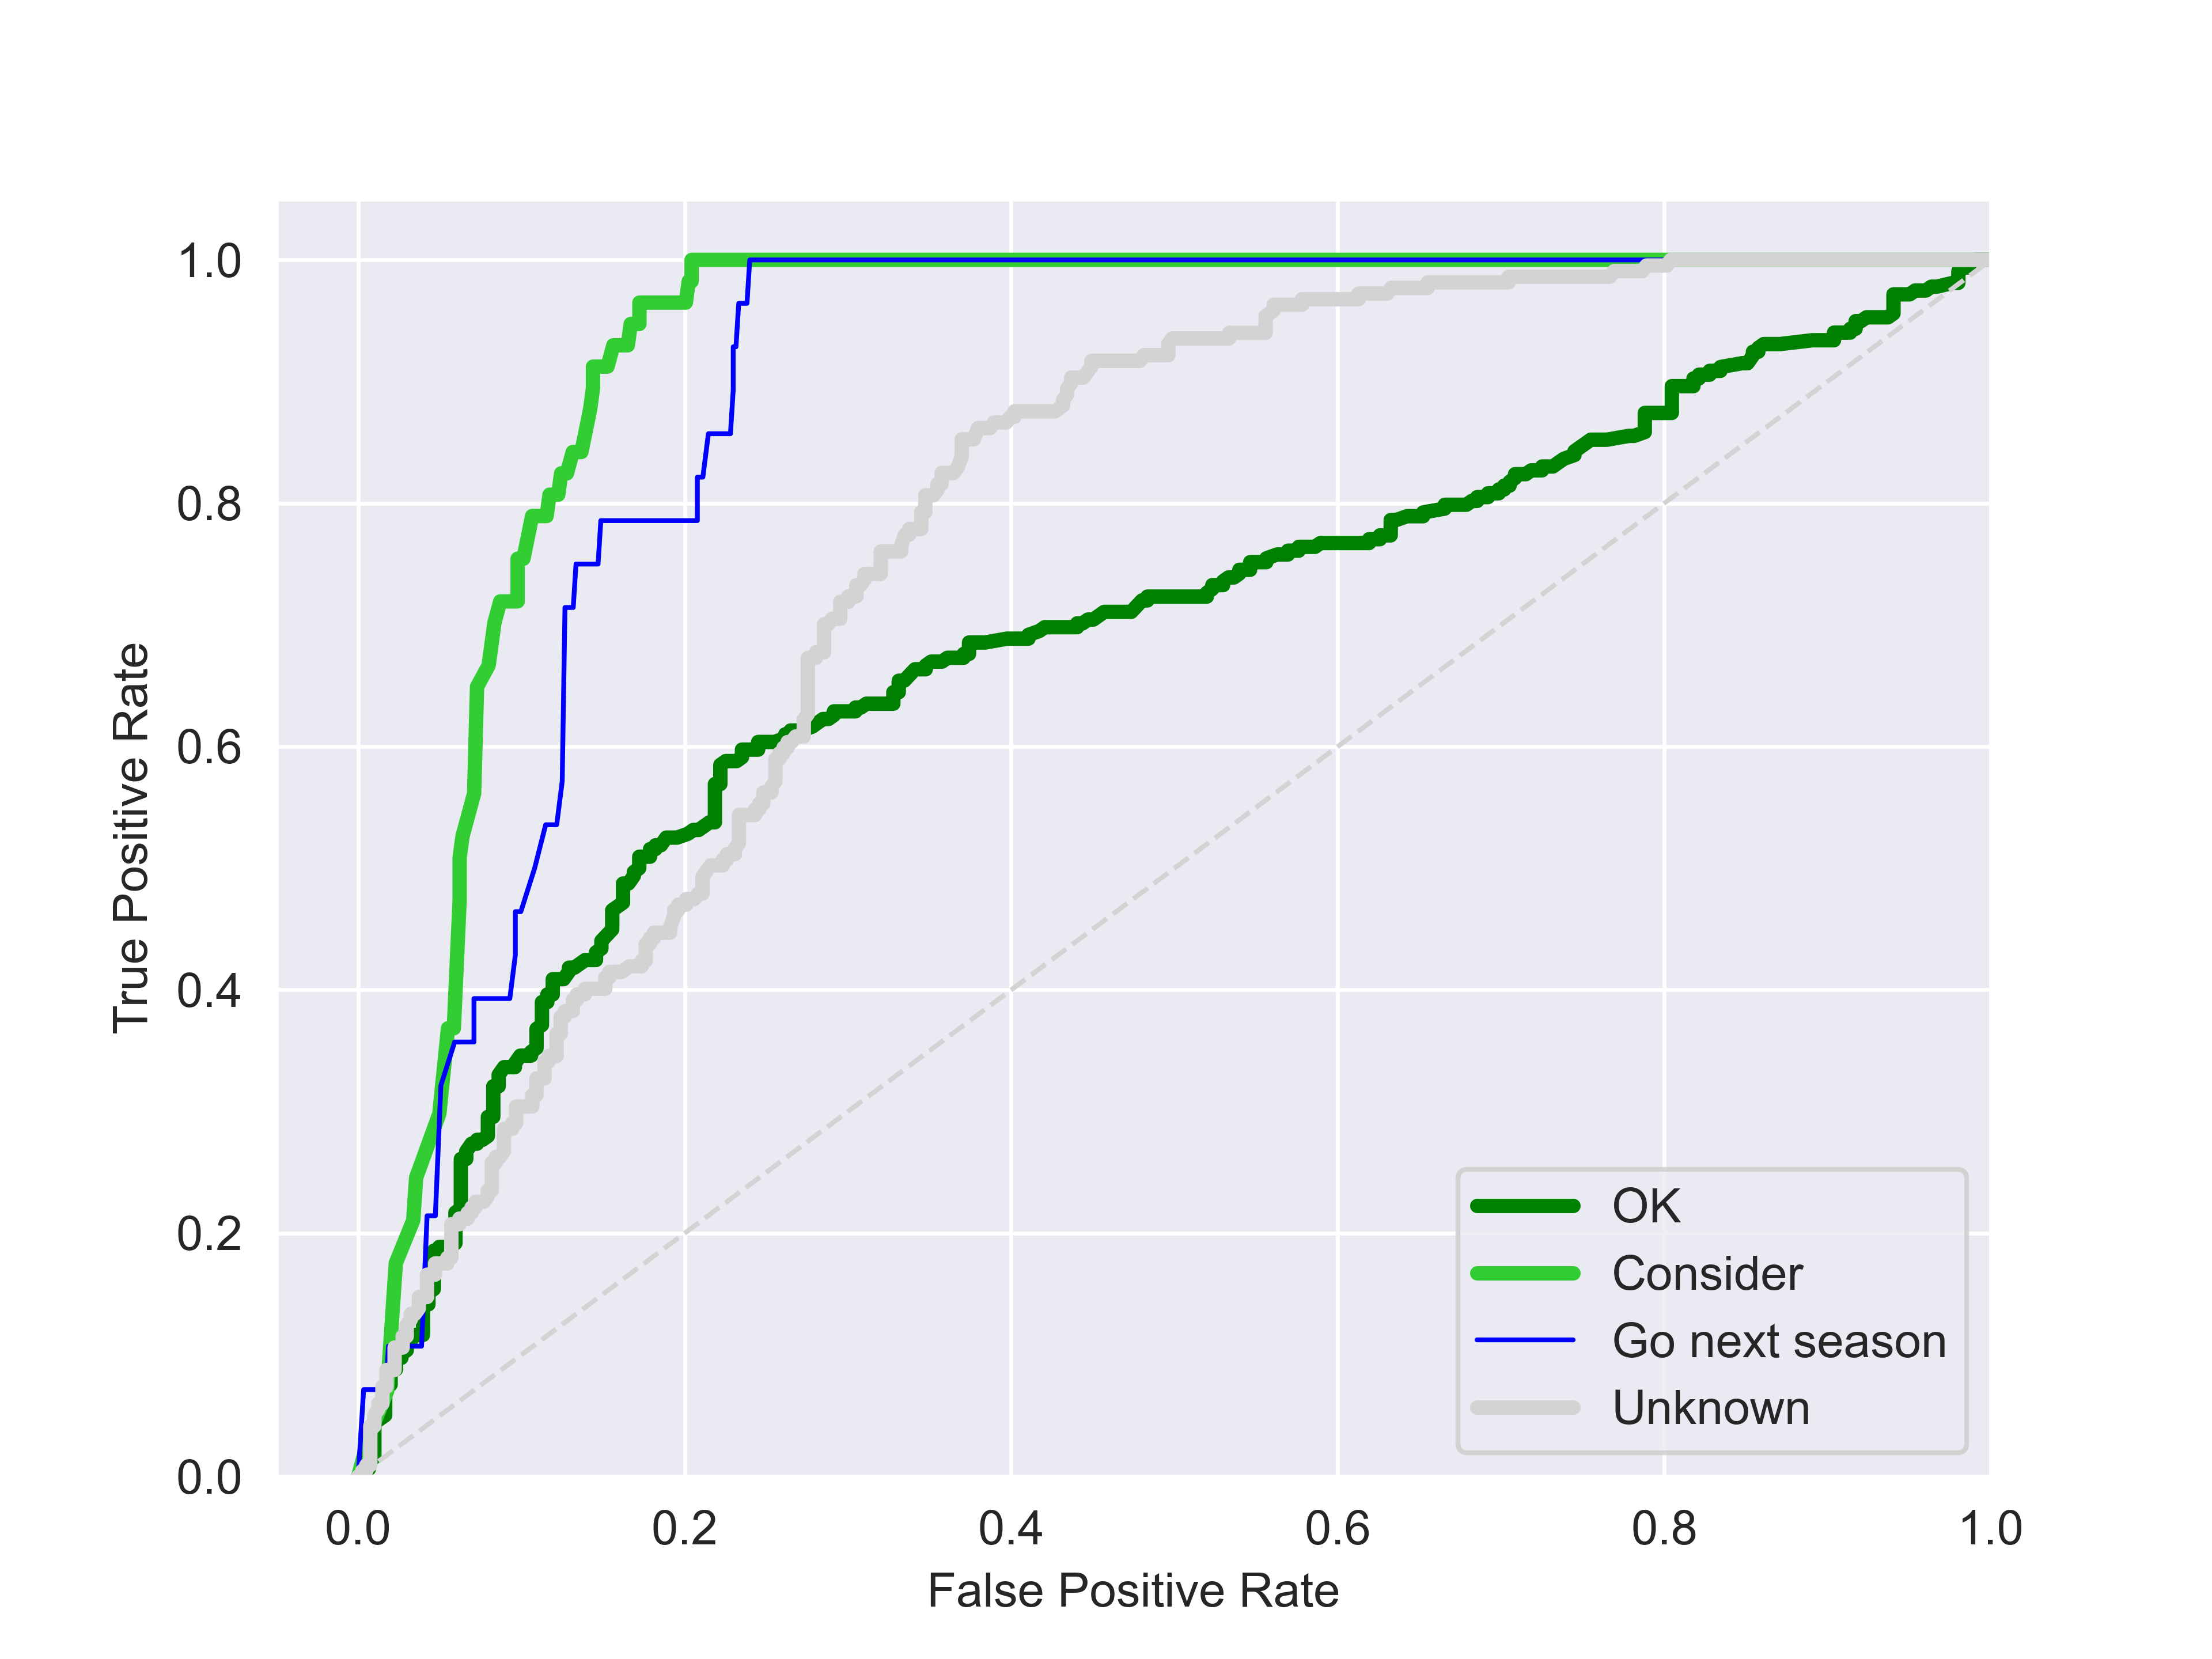 1.0
0.8
0.6
0.4
0.2
0.0
True Positive Rate
0.0 0.2 0.4 0.6 0.8 1.0
False Positive Rate
OK
Consider
Go next season
Unknown